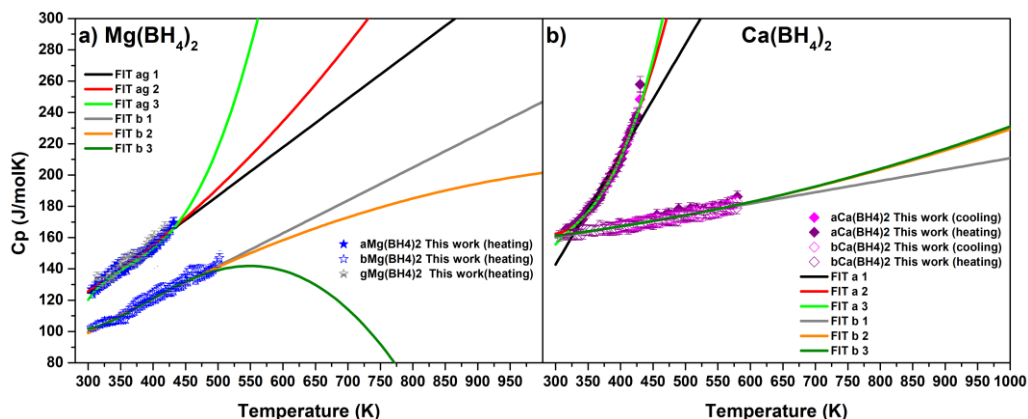 a) Mg(BH4)2
FIT ag 1
FIT ag 2
FIT ag 3
FIT b 1
FIT b 2
FIT b 3
aMg(BH4)2 This work (heating)
bMg(BH4)2 This work (heating)
gMg(BH4)2 This work(heating)
Cp (J/molK)
300
280
260
240
220
200
180
160
140
120
100
80
300 350 400 450 500 550 600 650 700 750 800 850 900 950
Temperature (K)
b) Ca(BH4)2
aCa(BH4)2 This work (cooling)
aCa(BH4)2 This work (heating)
bCa(BH4)2 This work (cooling)
bCa(BH4)2 This work (heating)
FIT a 1
FIT a 2
FIT a 3
FIT b 1
FIT b 2
FIT b 3
300 350 400 450 500 550 600 650 700 750 800 850 900 950 1000
Temperature (K)